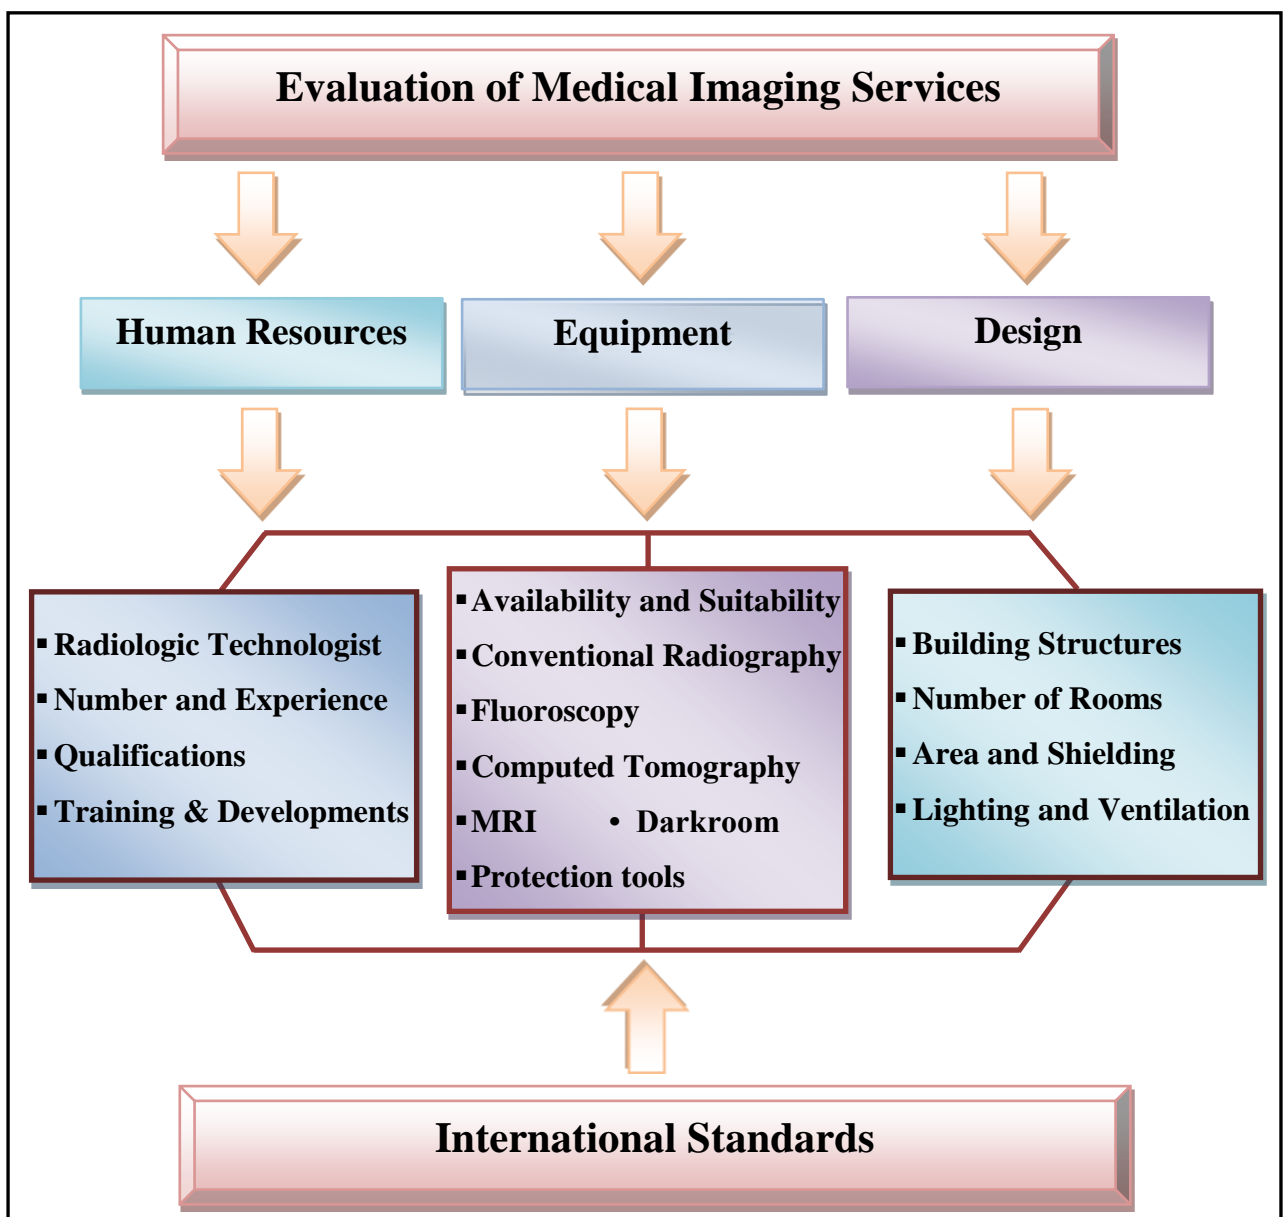 Evaluation of Medical Imaging Services
Human Resources
Equipment
Design
▪ Radiologic Technologist
▪ Number and Experience
▪ Qualifications
▪ Training & Developments
▪ Availability and Suitability
▪ Conventional Radiography
▪ Fluoroscopy
▪ Computed Tomography
▪ MRI • Darkroom
▪ Protection tools
▪ Building Structures
▪ Number of Rooms
▪ Area and Shielding
▪ Lighting and Ventilation
International Standards